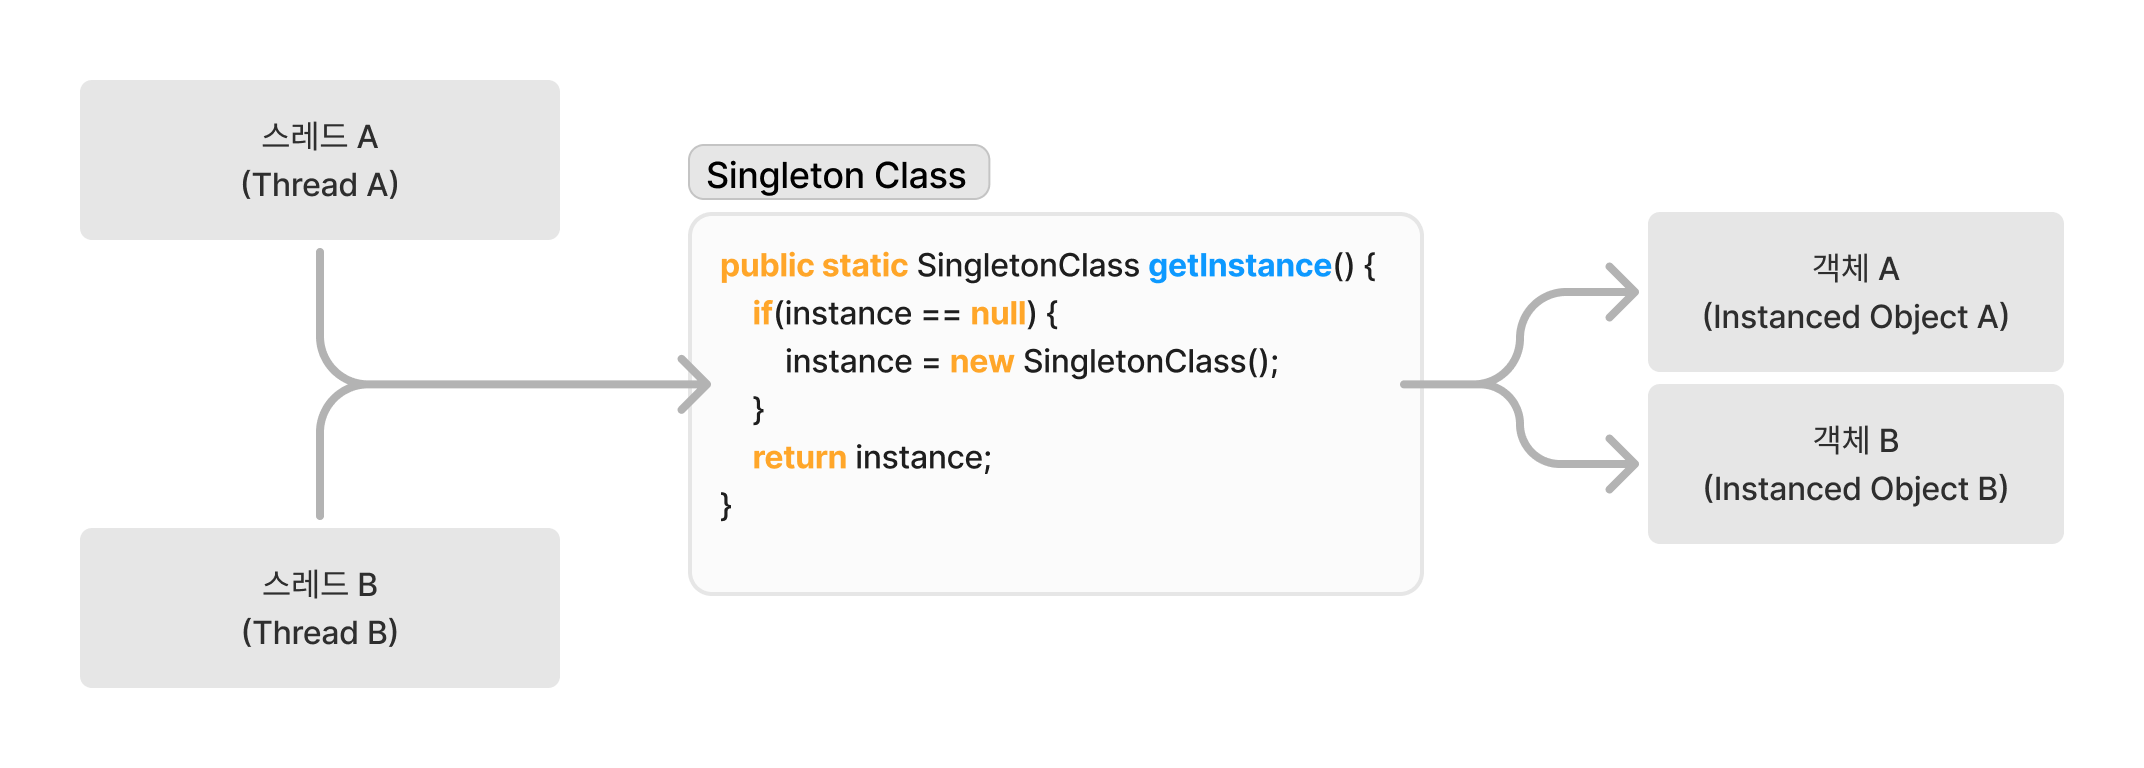 스레드 A
(Thread A)
스레드 B
(Thread B)
Singleton Class
public static SingletonClass getInstance() {
if(instance == null) {
instance = new SingletonClass();
}
return instance;
}
객체 A
(Instanced Object A)
객체 B
(Instanced Object B)